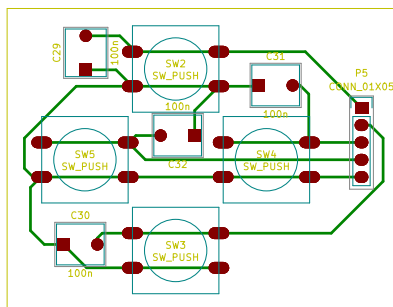 C29
100n
SW2
SW_PUSH
C31
100n
P5
CONN_01X05
100n
C32
SW5
SW_PUSH
SW4
SW_PUSH
C30
100n
SW3
SW_PUSH